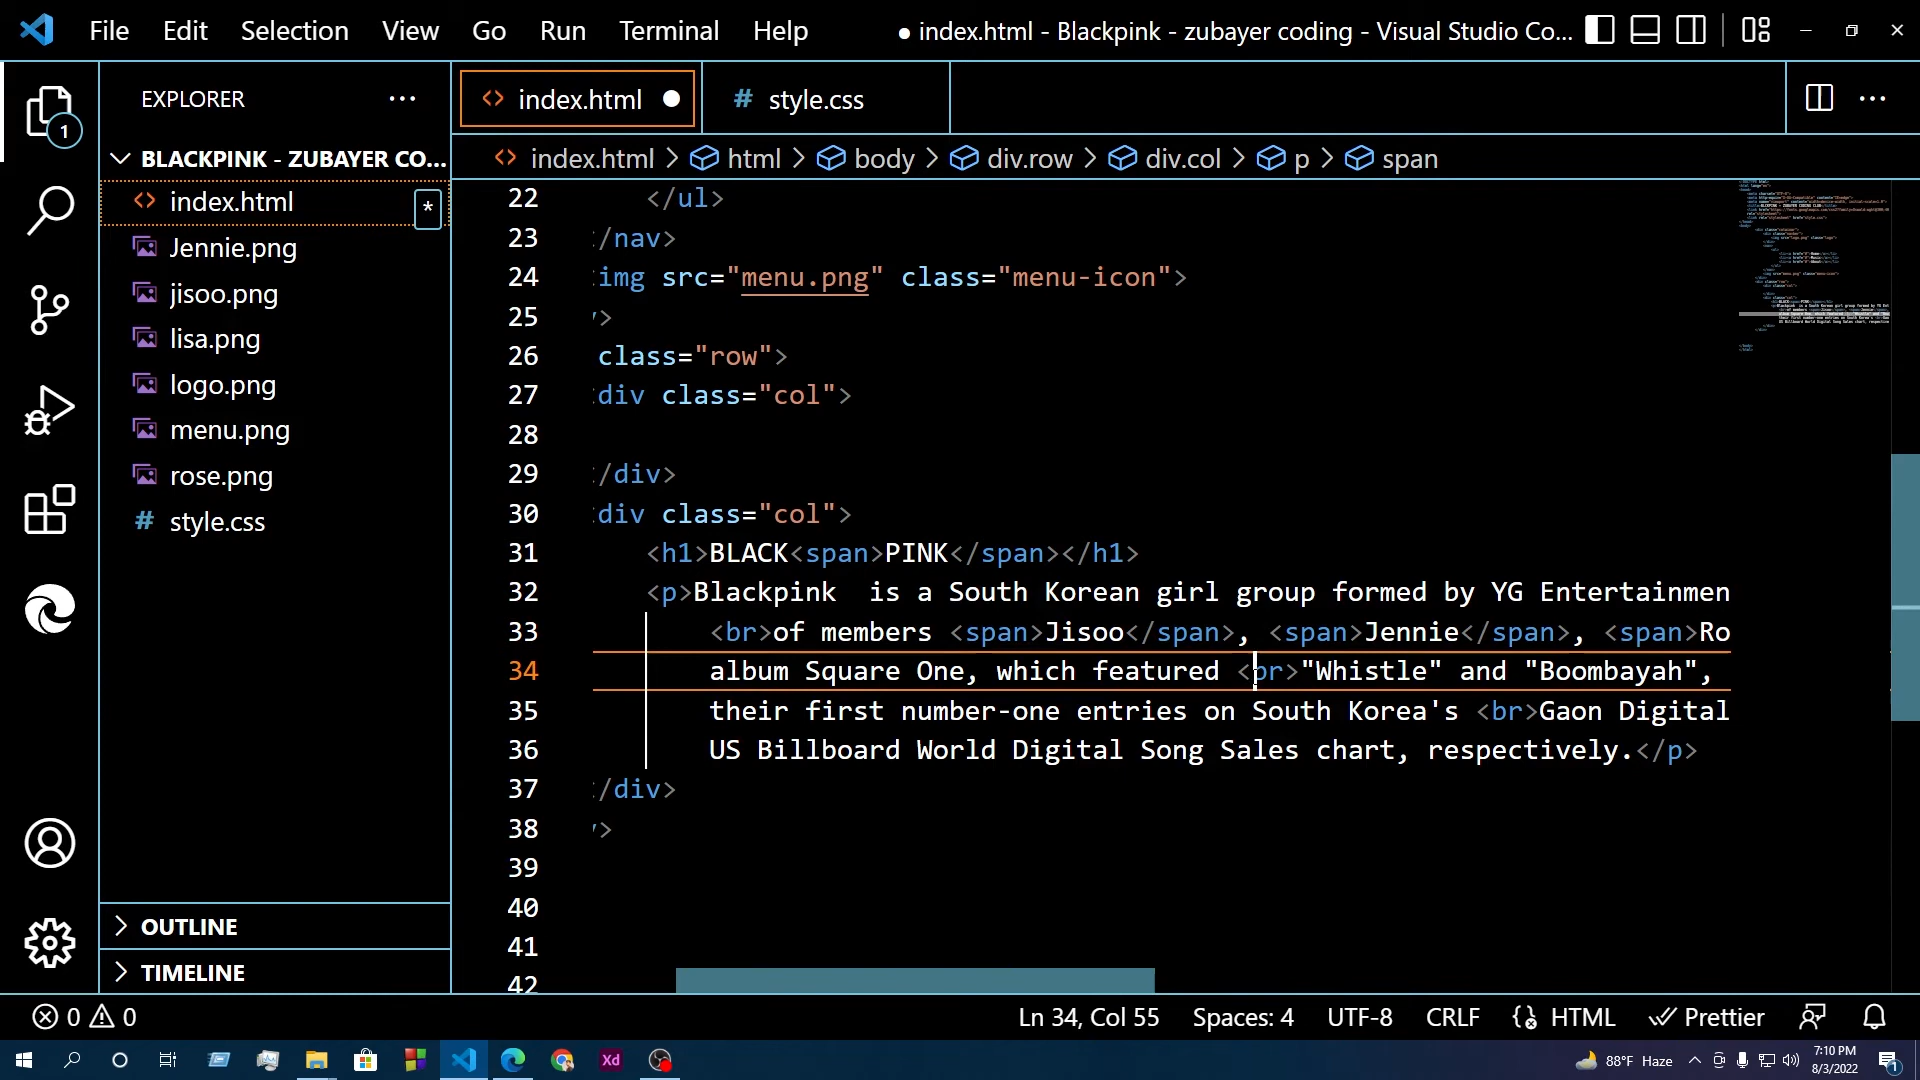 File Edit Selection View Go Run Terminal Help
● index.html - Blackpink - zubayer coding - Visual Studio Co...
EXPLORER
1
BLACKPINK - ZUBAYER CO...
index.html
*
Jennie.png
jisoo.png
lisa.png
logo.png
menu.png
rose.png
# style.css
OUTLINE
TIMELINE
index.html ●
# style.css
index.html > html > body > div.row > div.col > p > span
22 </ul>
23 /nav>
24 img src="menu.png" class="menu-icon">
25 >
26 class="row">
27 div class="col">
28
29 /div>
30 div class="col">
31 <h1>BLACK<span>PINK</span></h1>
32 <p>Blackpink  is a South Korean girl group formed by YG Entertainmen
33 <br>of members <span>Jisoo</span>, <span>Jennie</span>, <span>Ro
34 album Square One, which featured <br>"Whistle" and "Boombayah",
35 their first number-one entries on South Korea's <br>Gaon Digital
36 US Billboard World Digital Song Sales chart, respectively.</p>
37 /div>
38 >
39
40
41
42
0 0
Ln 34, Col 55 Spaces: 4 UTF-8 CRLF HTML Prettier
Xd
88°F Haze
7:10 PM
8/3/2022
1